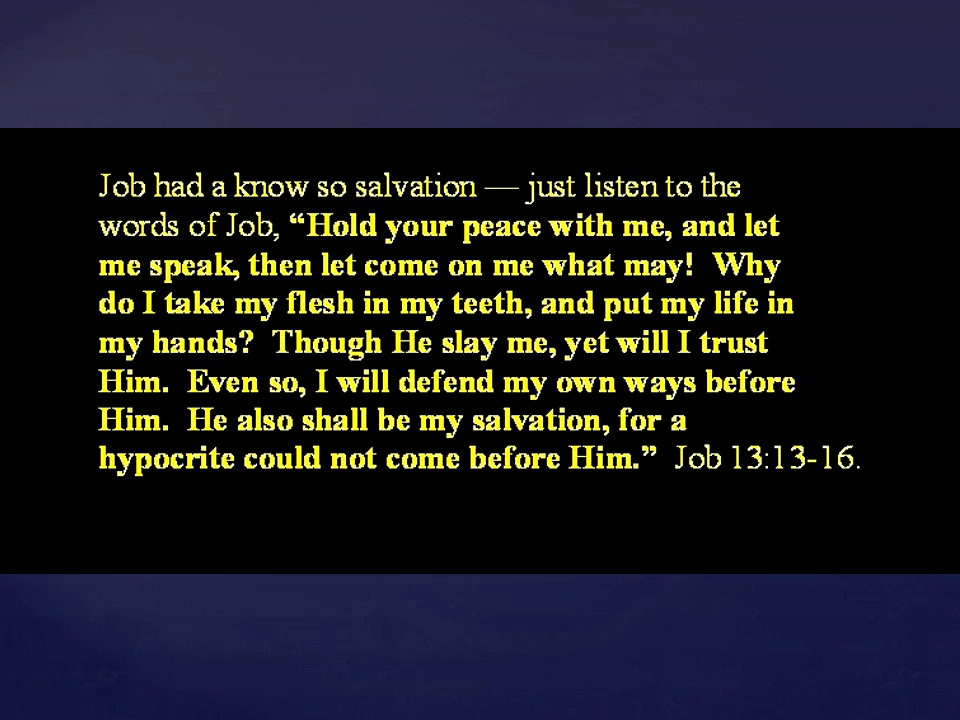 Job had a know so salvation — just listen to the
words of Job, “Hold your peace with me, and let
me speak, then let come on me what may!  Why
do I take my flesh in my teeth, and put my life in
my hands?  Though He slay me, yet will I trust
Him.  Even so, I will defend my own ways before
Him.  He also shall be my salvation, for a
hypocrite could not come before Him.”  Job 13:13-16.